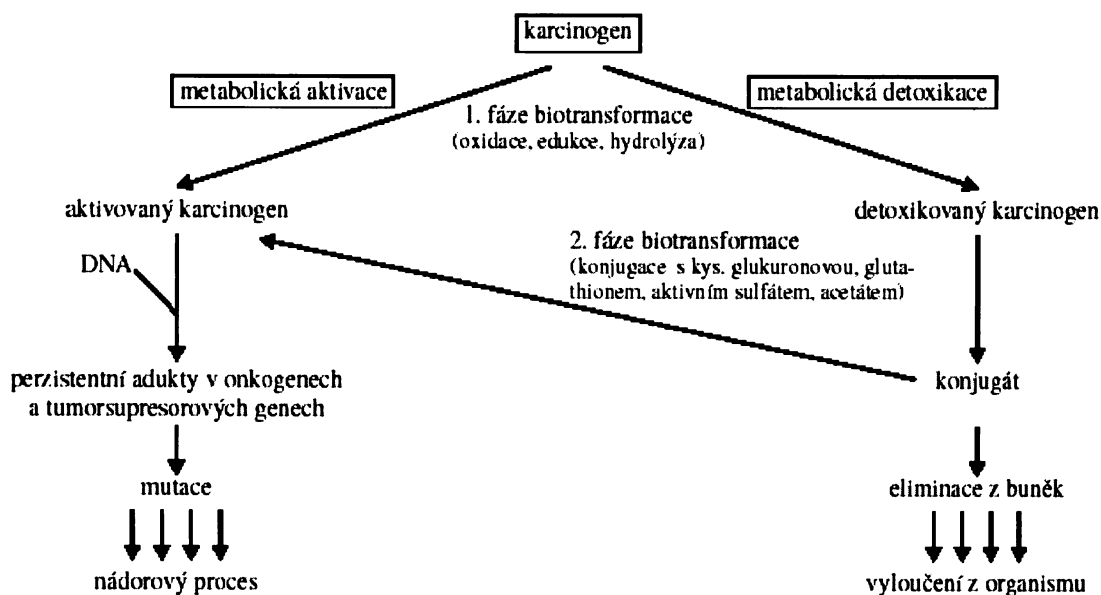 karcinogen
metabolická aktivace
metabolická detoxikace
1. fáze biotransformace
(oxidace, edukce, hydrolýza)
aktivovaný karcinogen
detoxikovaný karcinogen
2. fáze biotransformace
(konjugace s kys. glukuronovou, gluta-
thionem, aktivním sulfátem, acetátem)
DNA
perzistentní adukty v onkogenech
a tumorsupresorových genech
konjugát
mutace
eliminace z buněk
nádorový proces
vyloučení z organismu